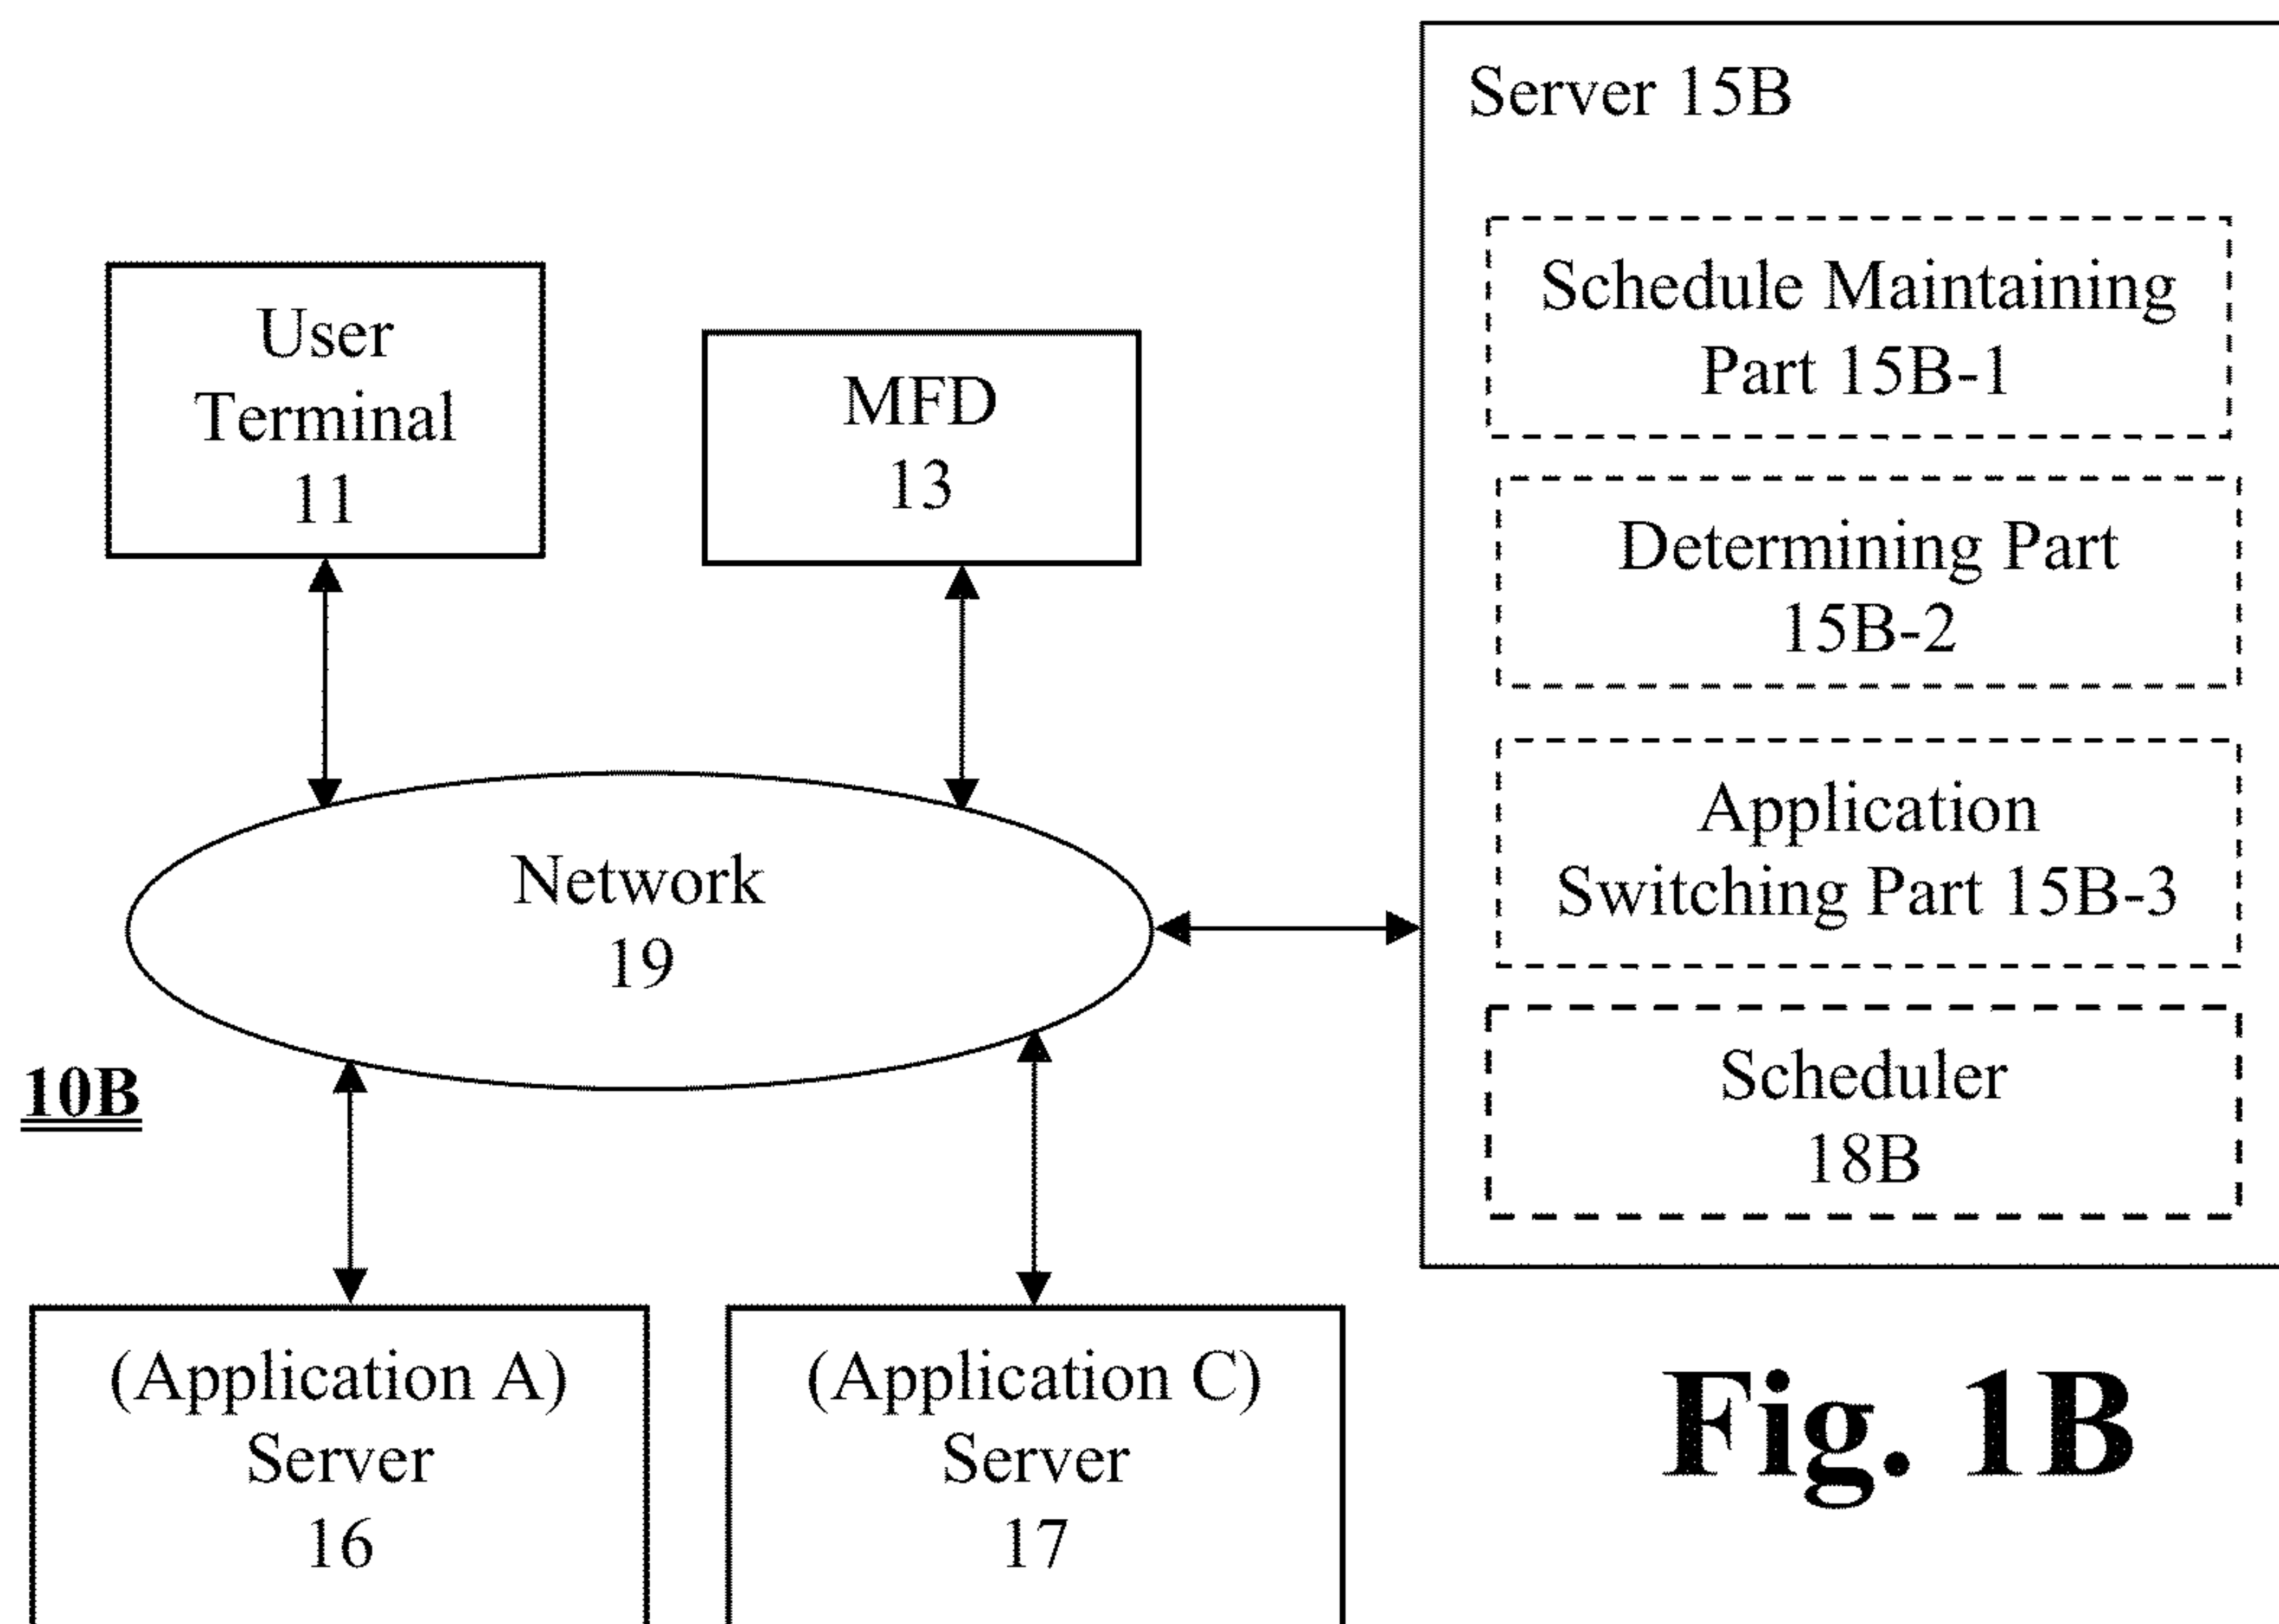 Server 15B
Schedule Maintaining
Part 15B-1
Determining Part
15B-2
Application
Switching Part 15B-3
Scheduler
18B
User
Terminal
11
MFD
13
Network
19
10B
(Application A)
Server
16
(Application C)
Server
17
Fig. 1B